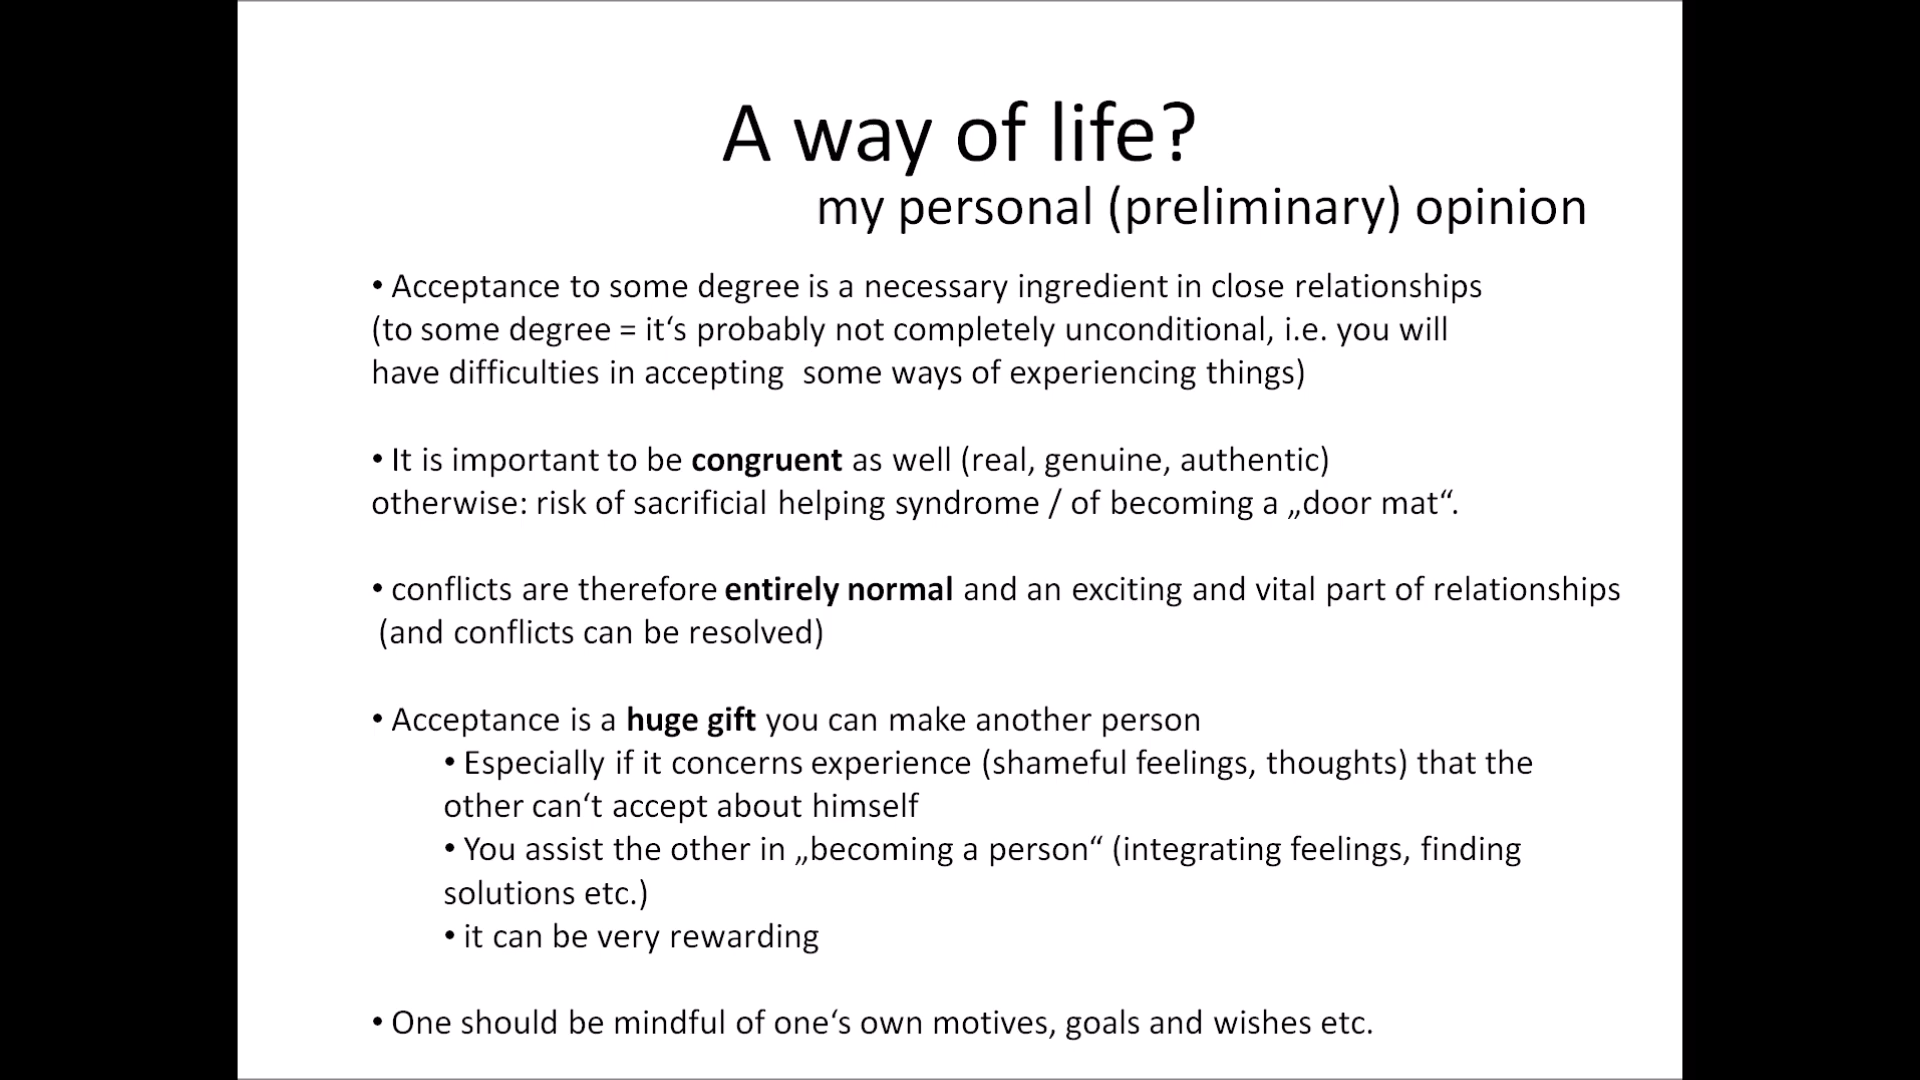 A way of life?
my personal (preliminary) opinion
• Acceptance to some degree is a necessary ingredient in close relationships
(to some degree = it‘s probably not completely unconditional, i.e. you will
have difficulties in accepting  some ways of experiencing things)
• It is important to be congruent as well (real, genuine, authentic)
otherwise: risk of sacrificial helping syndrome / of becoming a „door mat“.
• conflicts are therefore entirely normal and an exciting and vital part of relationships
(and conflicts can be resolved)
• Acceptance is a huge gift you can make another person
• Especially if it concerns experience (shameful feelings, thoughts) that the
other can‘t accept about himself
• You assist the other in „becoming a person“ (integrating feelings, finding
solutions etc.)
• it can be very rewarding
• One should be mindful of one‘s own motives, goals and wishes etc.